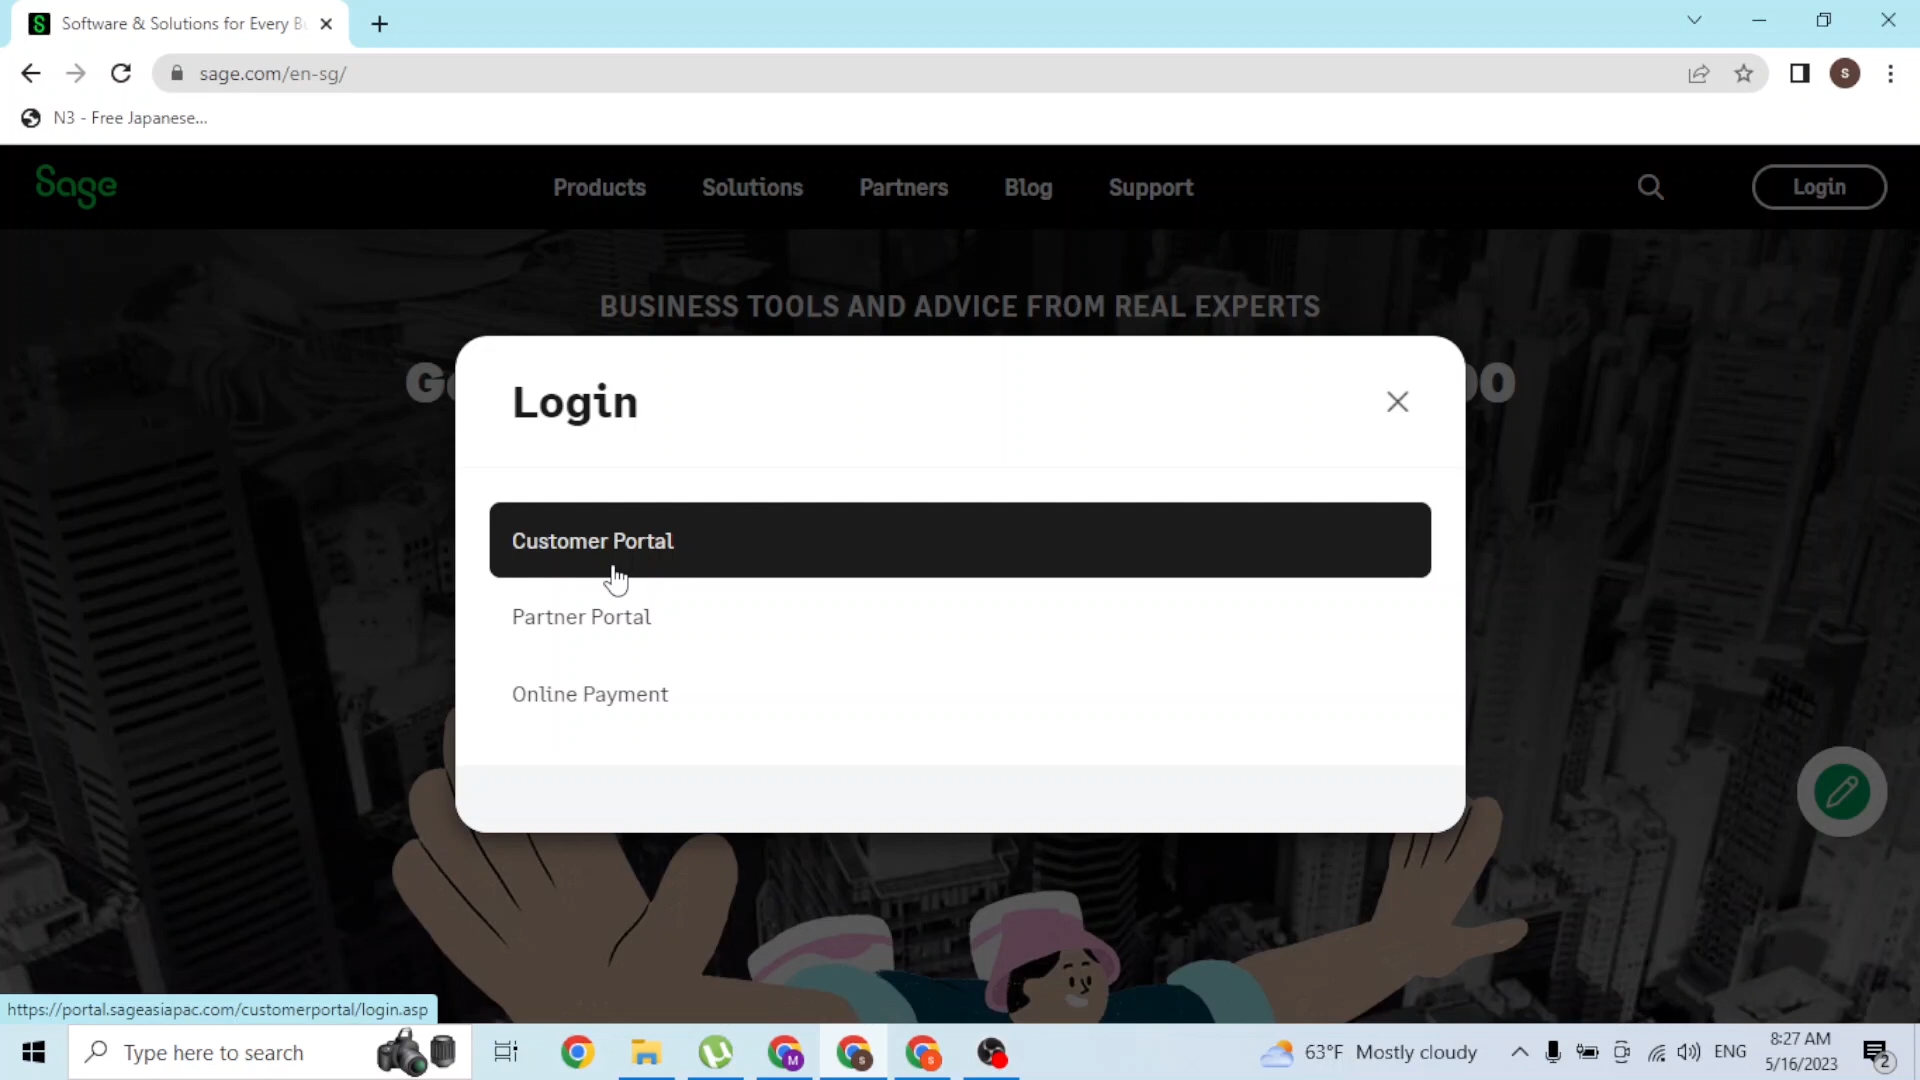 Software & Solutions for Every B
sage.com/en-sg/
S
N3 - Free Japanese...
Sage
Products
Solutions
Partners
Blog
Support
Login
BUSINESS TOOLS AND ADVICE FROM REAL EXPERTS
Login
Customer Portal
Partner Portal
Online Payment
https://portal.sageasiapac.com/customerportal/login.asp
Type here to search
63°F Mostly cloudy
ENG
8:27 AM
5/16/2023
2